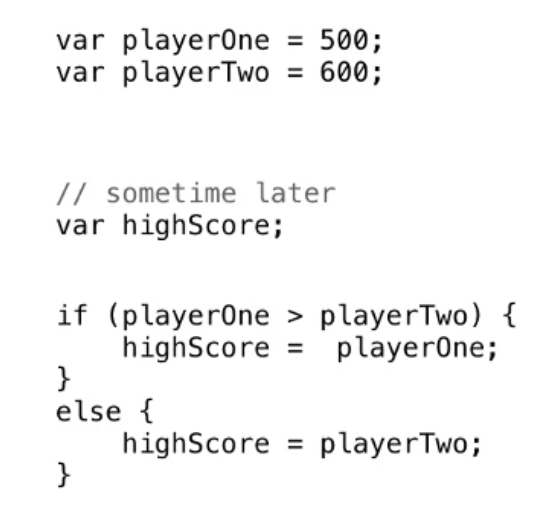 var playerOne = 500;
var playerTwo = 600;
// sometime later
var highScore;
if (playerOne > playerTwo) {
    highScore =  playerOne;
}
else {
    highScore = playerTwo;
}